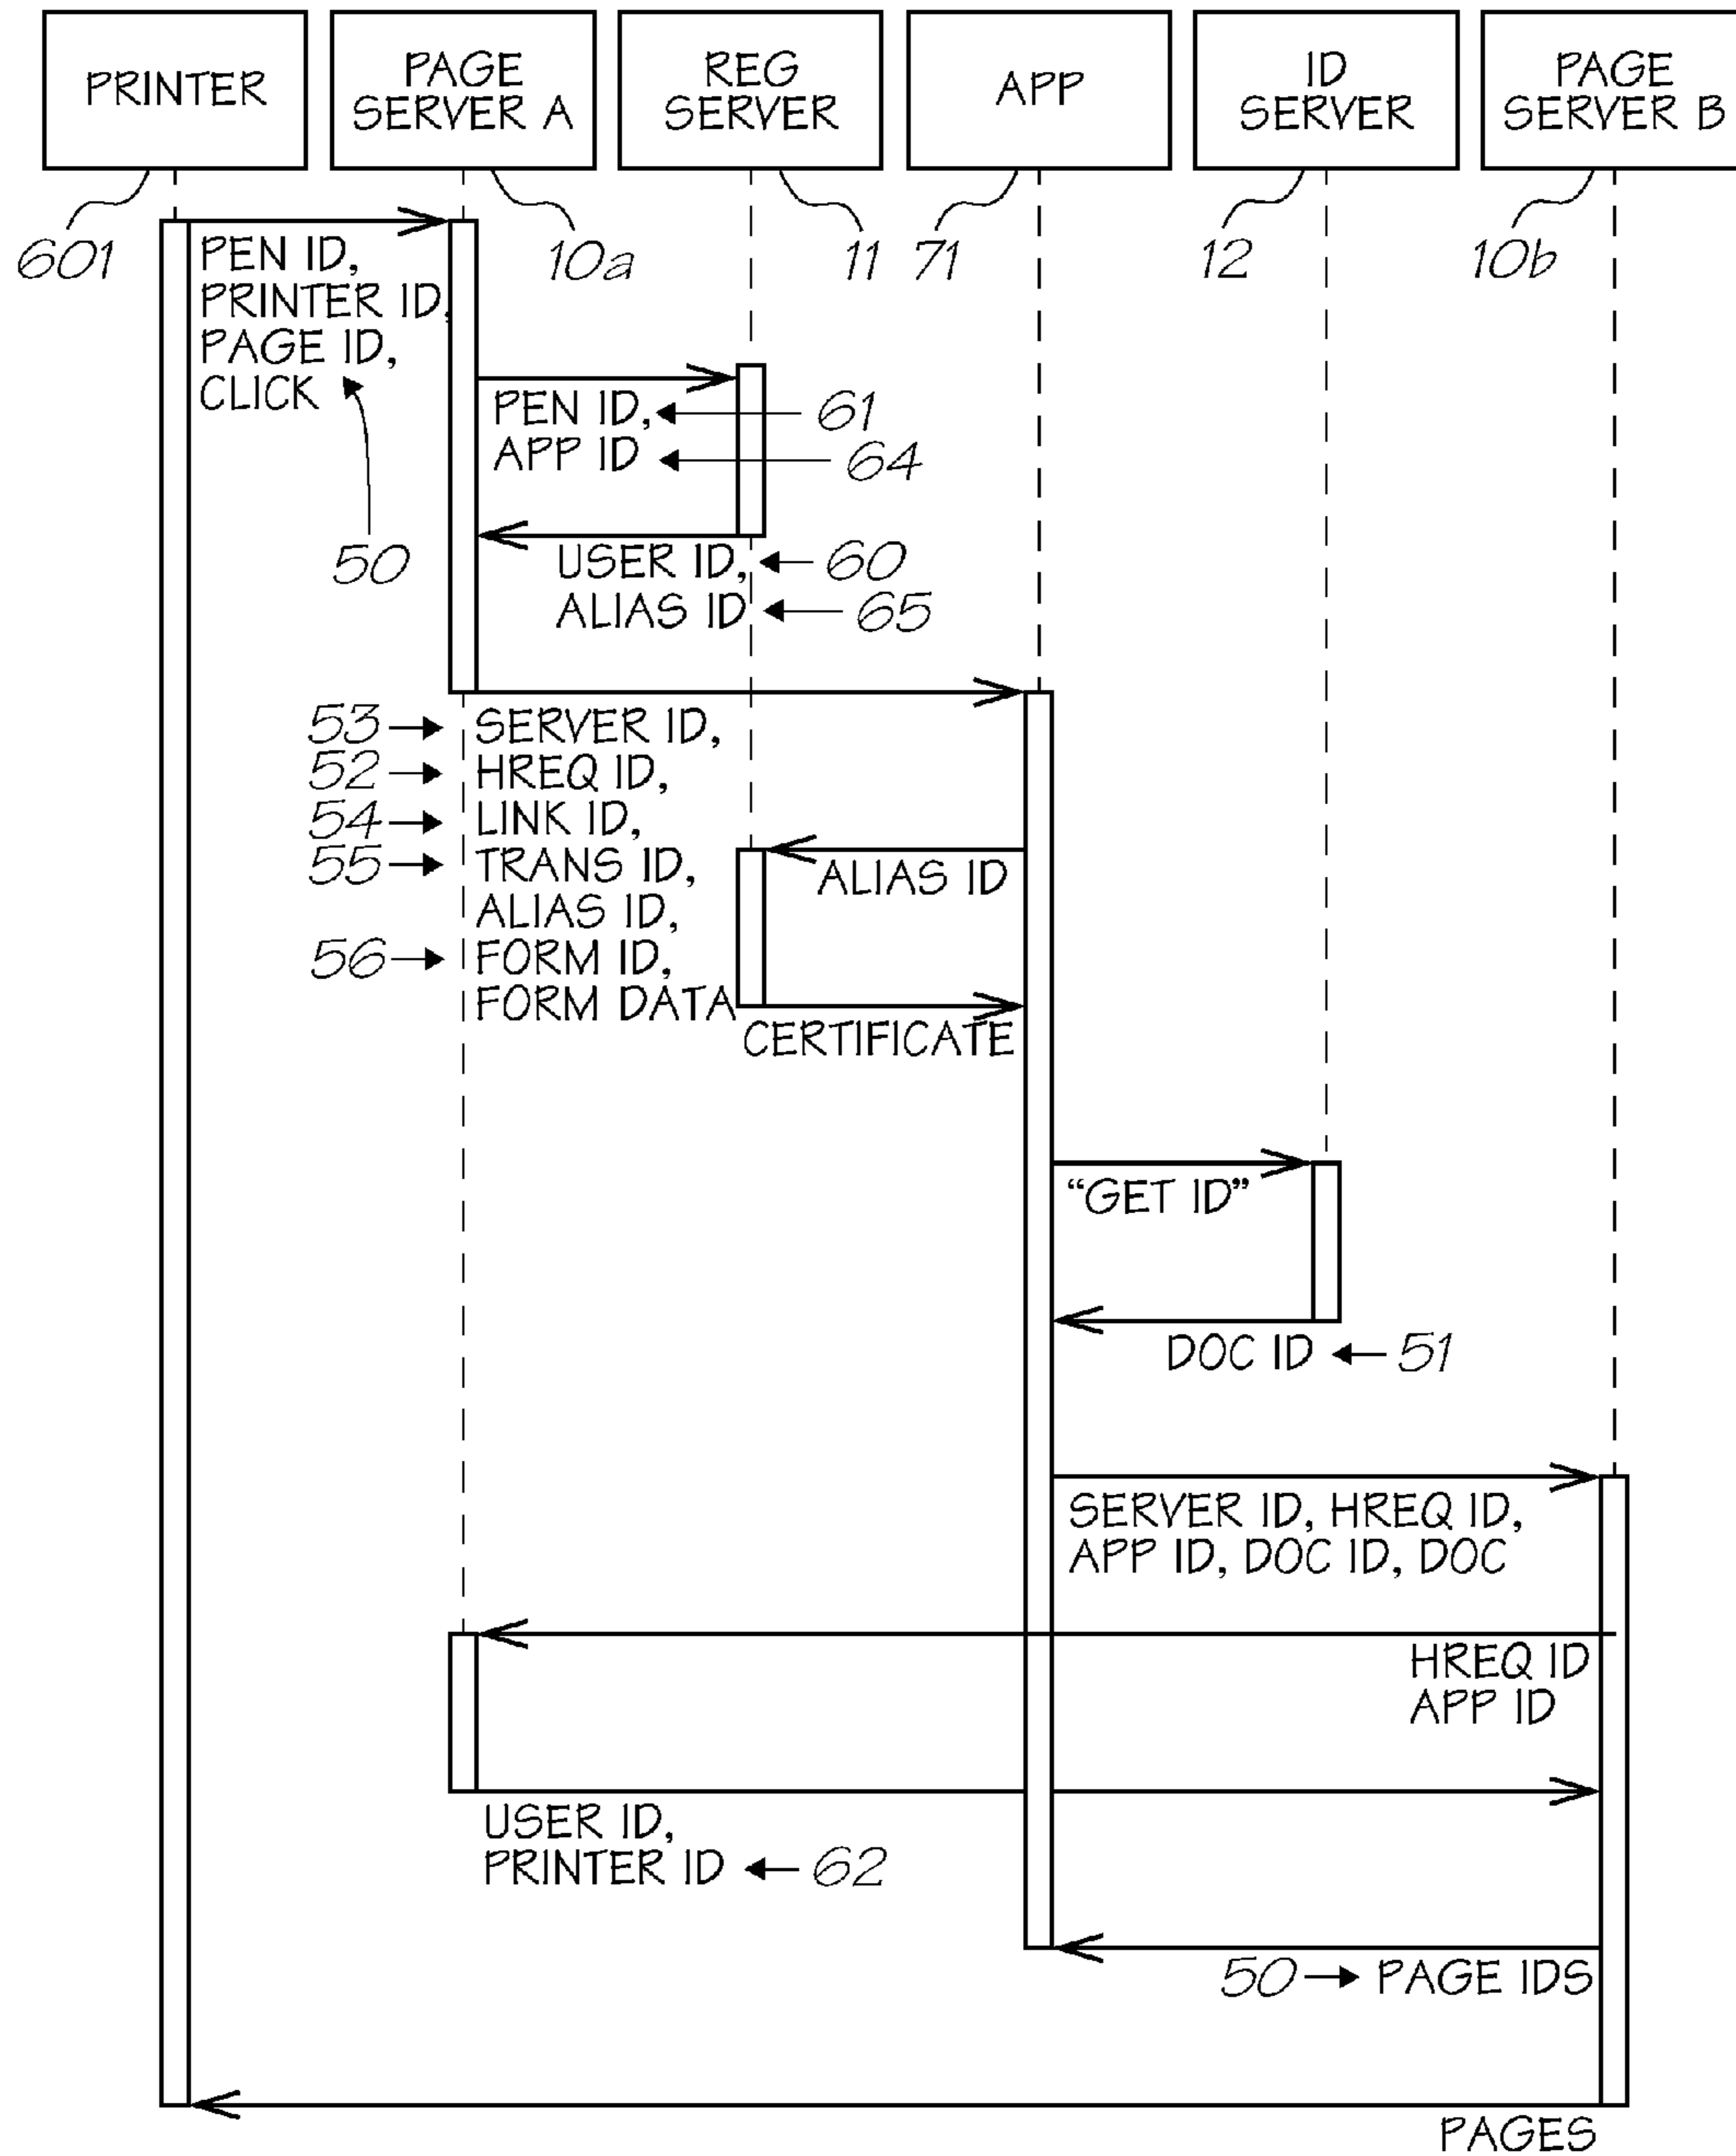 PRINTER
PAGE
SERVER A
REG
SERVER
APP
ID
SERVER
PAGE
SERVER B
601
10a
11
71
12
10b
PEN ID,
PRINTER ID,
PAGE ID,
CLICK
50
PEN ID,
61
APP ID
64
USER ID,
60
ALIAS ID
65
53
SERVER ID,
52
HREQ ID,
54
LINK ID,
55
TRANS ID,
ALIAS ID,
56
FORM ID,
FORM DATA
ALIAS ID
CERTIFICATE
“GET ID”
DOC ID
51
SERVER ID, HREQ ID,
APP ID, DOC ID, DOC
HREQ ID
APP ID
USER ID,
PRINTER ID
62
50
PAGE IDS
PAGES